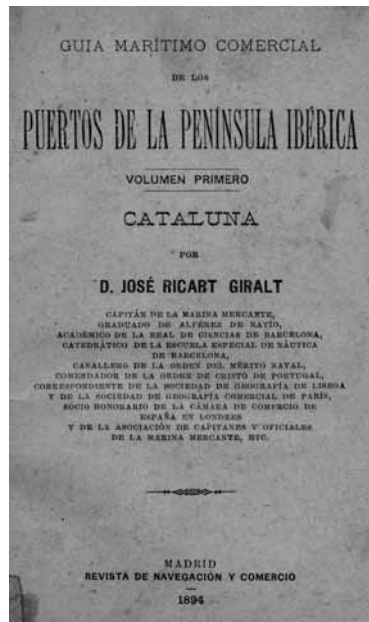 GUIA MARÍTIMO COMERCIAL
DE LOS
PUERTOS DE LA PENÍNSULA IBÉRICA
VOLUMEN PRIMERO
CATALUNA
POR
D. JOSÉ RICART GIRALT
CAPITÁN DE LA MARINA MERCANTE,
GRADUADO DE ALFÉREZ DE NAVÍO,
ACADÉMICO DE LA REAL DE CIENCIAS DE BARCELONA,
CATEDRÁTICO DE LA ESCUELA ESPECIAL DE NÁUTICA
DE BARCELONA,
CABALLERO DE LA ORDEN DEL MÉRITO NAVAL,
COMENDADOR DE LA ORDEN DE CRISTO DE PORTUGAL,
CORRESPONDIENTE DE LA SOCIEDAD DE GEOGRAFÍA DE LISBOA
Y DE LA SOCIEDAD DE GEOGRAFÍA COMERCIAL DE PARÍS,
SOCIO HONORARIO DE LA CÁMARA DE COMERCIO DE
ESPAÑA EN LONDRES
Y DE LA ASOCIACIÓN DE CAPITANES Y OFICIALES
DE LA MARINA MERCANTE, ETC.
MADRID
REVISTA DE NAVEGACIÓN Y COMERCIO
1894